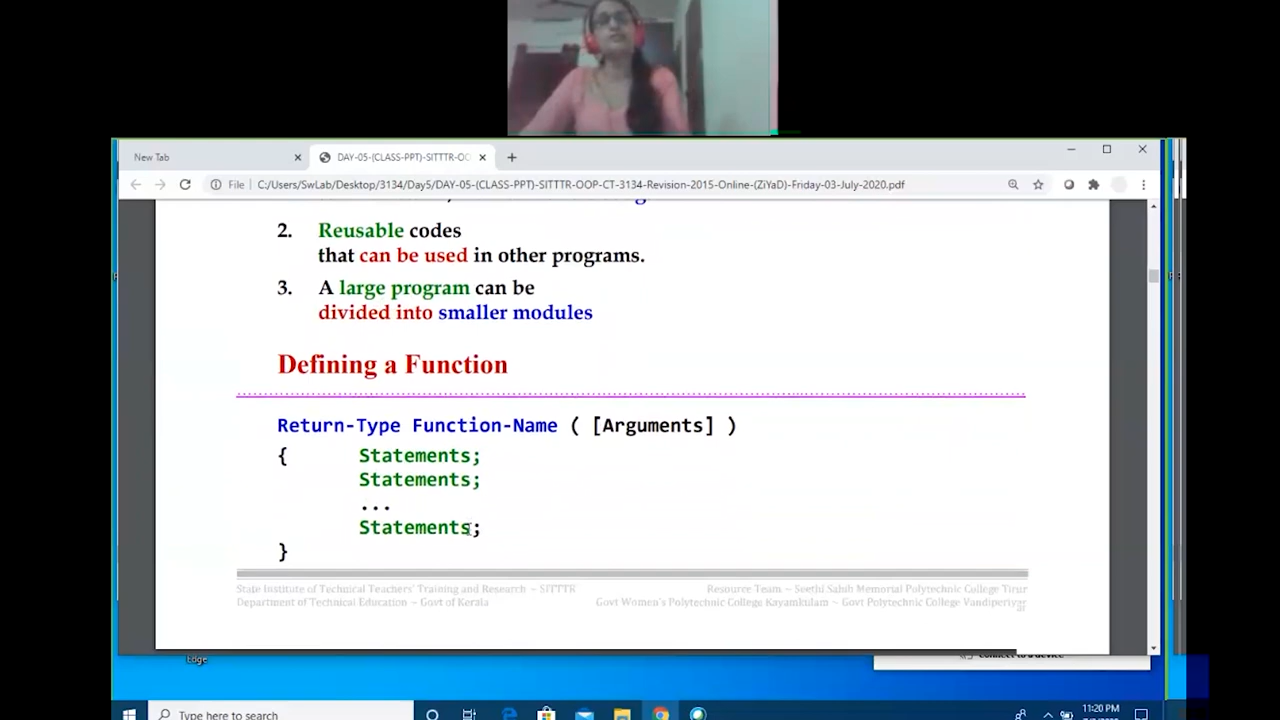 New Tab
DAY-05-(CLASS-PPT)-SITTTR-OO
File
C:/Users/SwLab/Desktop/3134/Day5/DAY-05-(CLASS-PPT)-SITTTR-OOP-CT-3134-Revision-2015-Online-(ZiYaD)-Friday-03-July-2020.pdf
2. Reusable codes
that can be used in other programs.
3. A large program can be
divided into smaller modules
Defining a Function
Return-Type Function-Name ( [Arguments] )
{ Statements;
Statements;
...
Statements;
}
State Institute of Technical Teachers' Training and Research ~ SITTTR
Resource Team ~ Seethi Sahib Memorial Polytechnic College Tirur
Department of Technical Education ~ Govt of Kerala
Govt Women's Polytechnic College Kayamkulam ~ Govt Polytechnic College Vandiperiyar
Edge
Connect to a device
Type here to search
11:20 PM